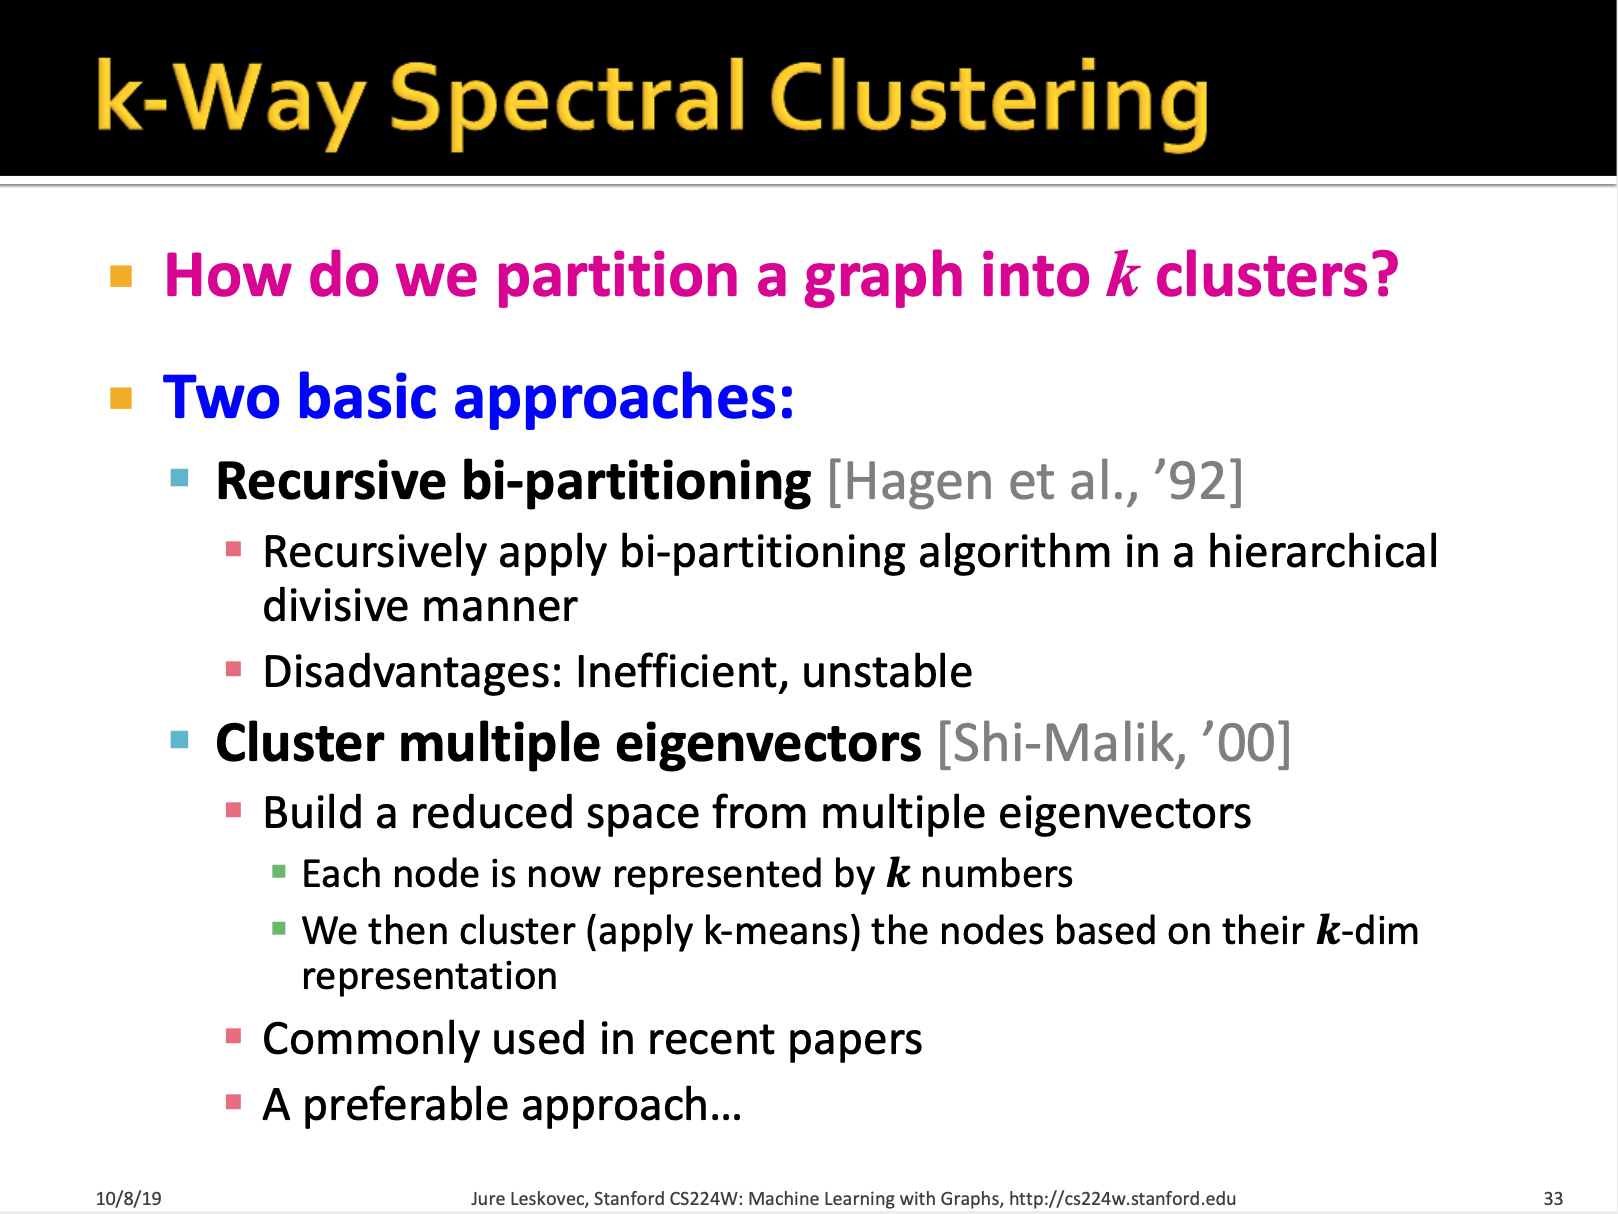 k-Way Spectral Clustering
How do we partition a graph into k clusters?
Two basic approaches:
Recursive bi-partitioning [Hagen et al., ’92]
Recursively apply bi-partitioning algorithm in a hierarchical
divisive manner
Disadvantages: Inefficient, unstable
Cluster multiple eigenvectors [Shi-Malik, ’00]
Build a reduced space from multiple eigenvectors
Each node is now represented by k numbers
We then cluster (apply k-means) the nodes based on their k-dim
representation
Commonly used in recent papers
A preferable approach…
10/8/19 Jure Leskovec, Stanford CS224W: Machine Learning with Graphs, http://cs224w.stanford.edu 33